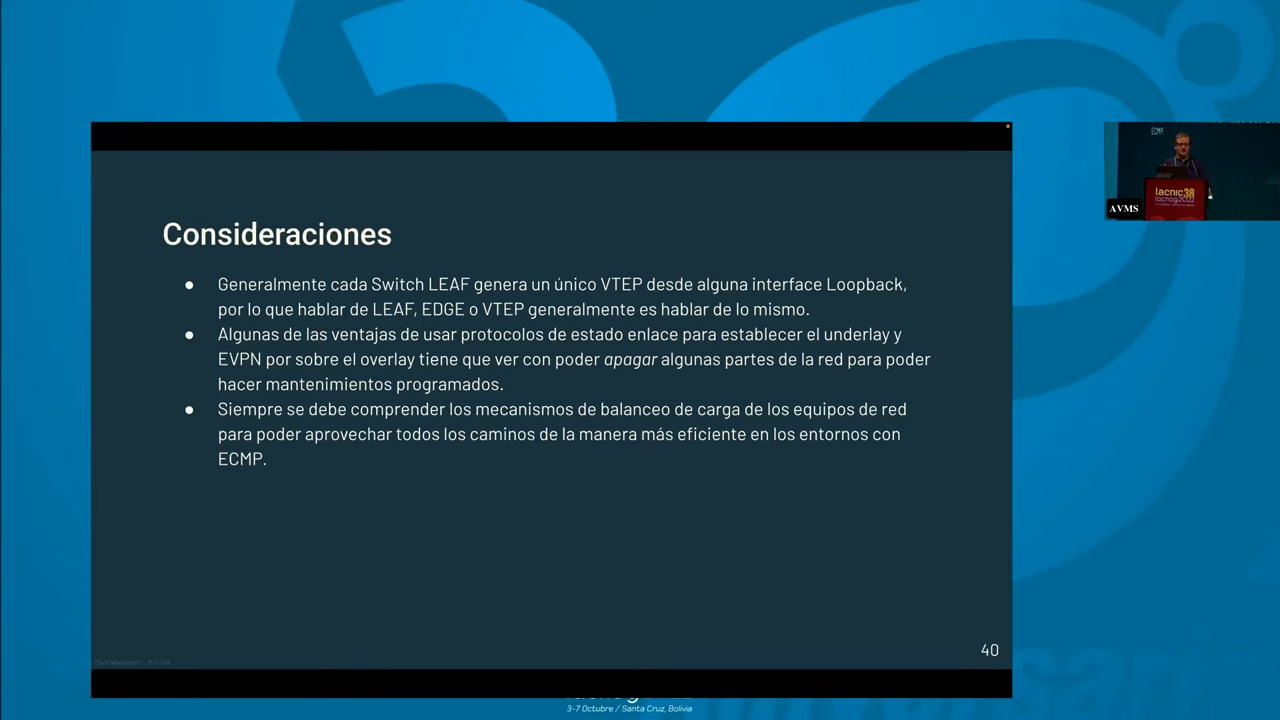 Consideraciones
● Generalmente cada Switch LEAF genera un único VTEP desde alguna interface Loopback,
por lo que hablar de LEAF, EDGE o VTEP generalmente es hablar de lo mismo.
● Algunas de las ventajas de usar protocolos de estado enlace para establecer el underlay y
EVPN por sobre el overlay tiene que ver con poder apagar algunas partes de la red para poder
hacer mantenimientos programados.
● Siempre se debe comprender los mecanismos de balanceo de carga de los equipos de red
para poder aprovechar todos los caminos de la manera más eficiente en los entornos con
ECMP.
40
ECMP.
lacnic38
lacnog2022
AVMS
3-7 Octubre / Santa Cruz, Bolivia